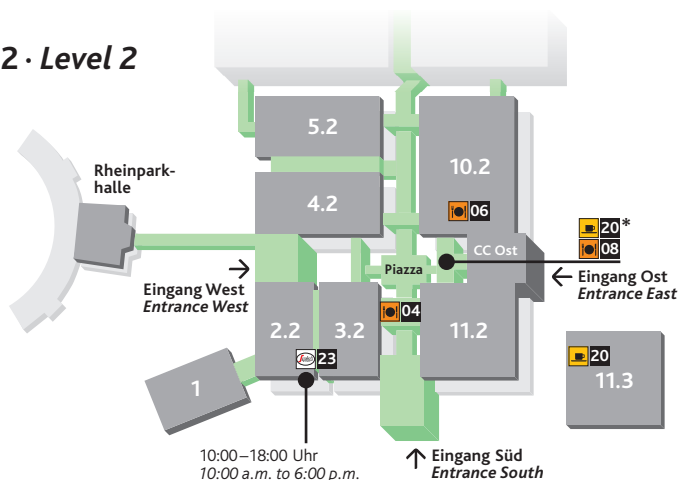 2 · Level 2
5.2
10.2
Rheinpark-
halle
4.2
06
20*
CC Ost
08
Piazza
Eingang West
Entrance West
Eingang Ost
Entrance East
04
2.2
3.2
11.2
23
20
11.3
1
10:00–18:00 Uhr
10:00 a.m. to 6:00 p.m.
Eingang Süd
Entrance South